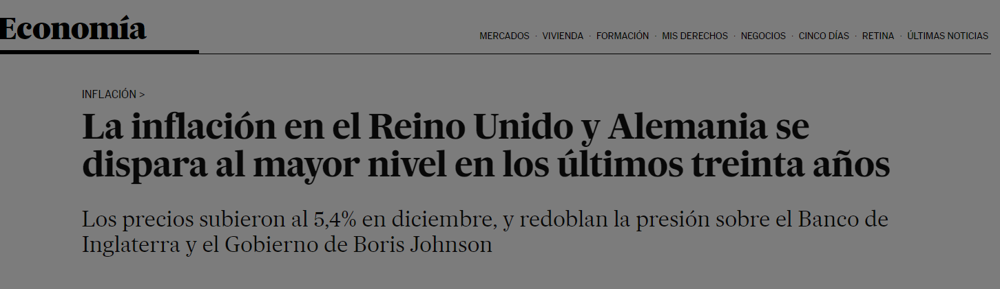 Economía
MERCADOS · VIVIENDA · FORMACIÓN · MIS DERECHOS · NEGOCIOS · CINCO DÍAS · RETINA · ÚLTIMAS NOTICIAS
INFLACIÓN >
La inflación en el Reino Unido y Alemania se
dispara al mayor nivel en los últimos treinta años
Los precios subieron al 5,4% en diciembre, y redoblan la presión sobre el Banco de
Inglaterra y el Gobierno de Boris Johnson